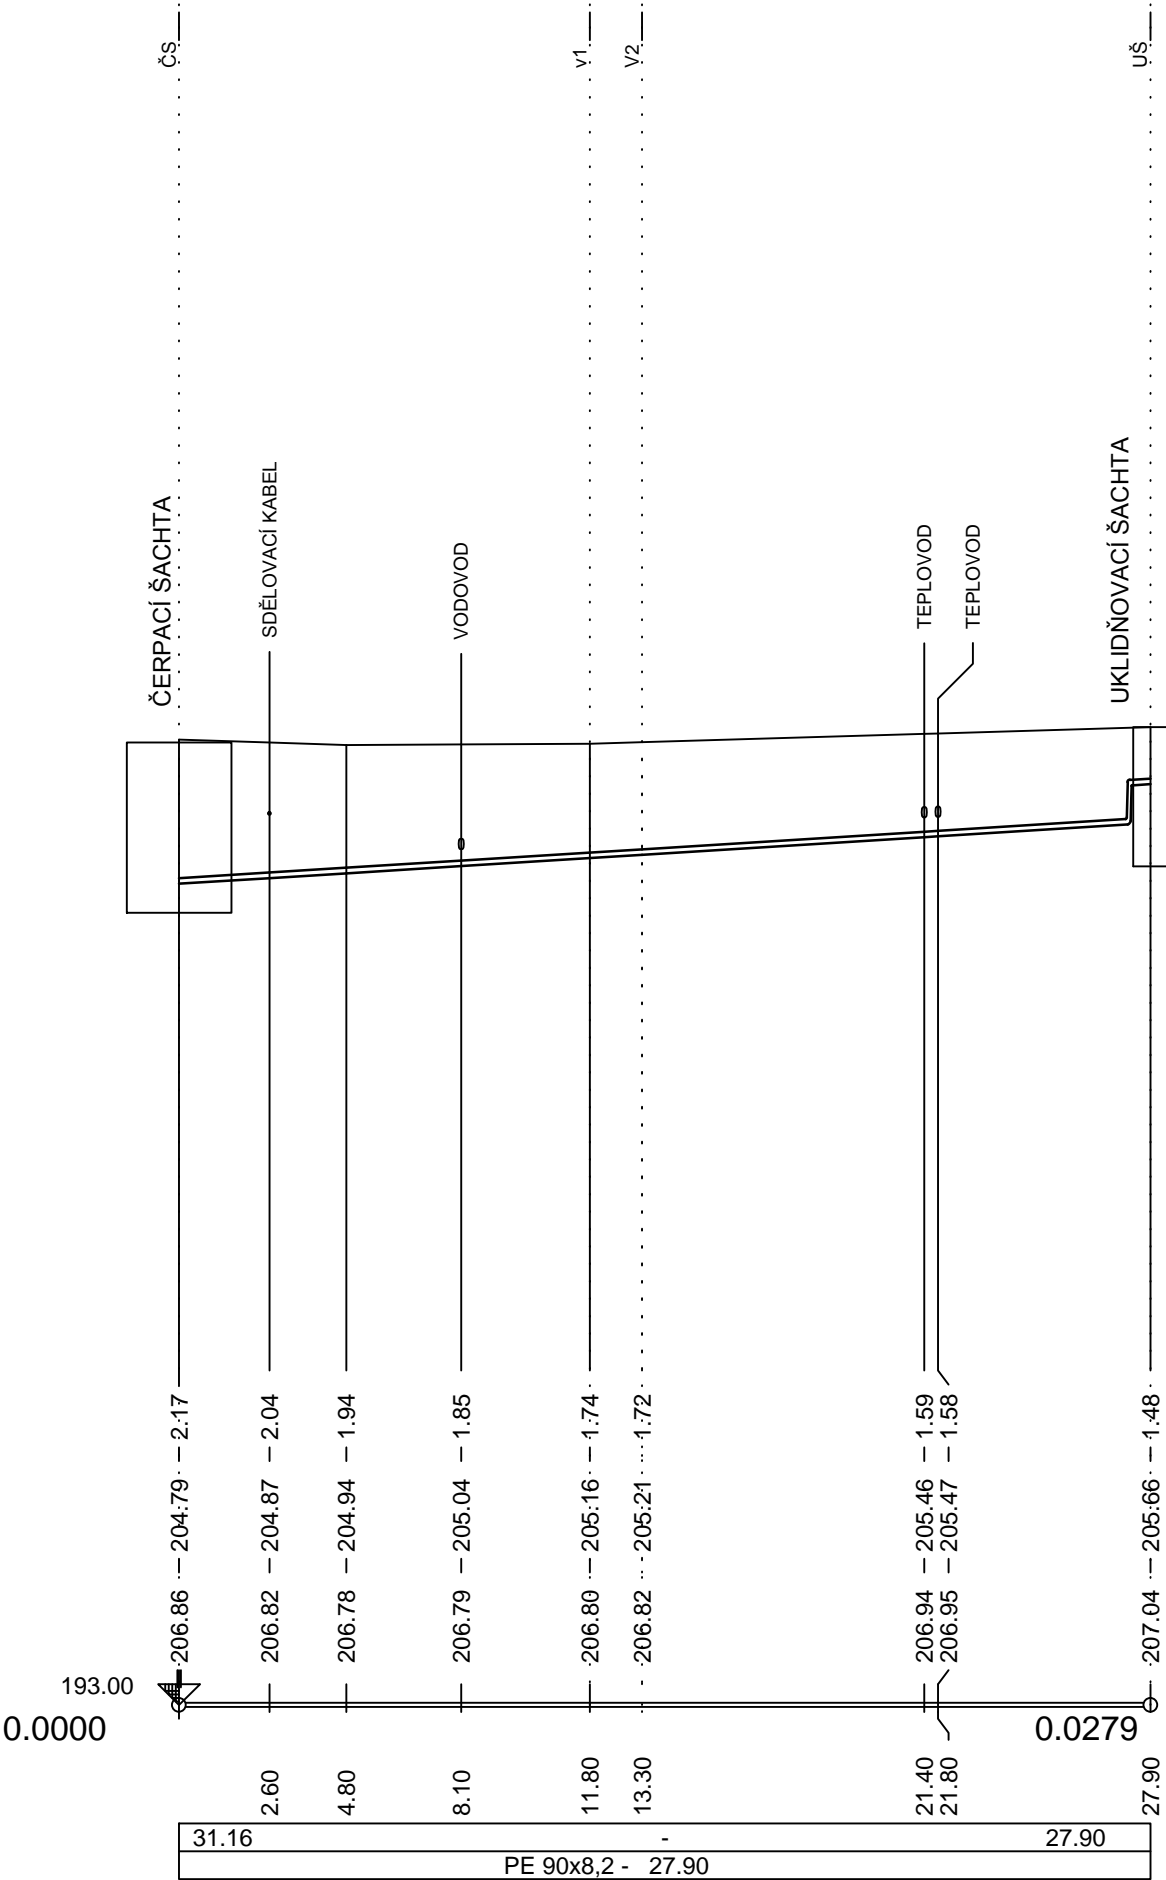 ČS
v1
V2
UŠ
ČERPACÍ ŠACHTA
SDĚLOVACÍ KABEL
VODOVOD
TEPLOVOD
TEPLOVOD
UKLIDŇOVACÍ ŠACHTA
206.86 — 204.79 — 2.17
206.82 — 204.87 — 2.04
206.78 — 204.94 — 1.94
206.79 — 205.04 — 1.85
206.80 — 205.16 — 1.74
206.82 205.21 1.72
206.94 — 205.46 — 1.59
206.95 — 205.47 — 1.58
207.04 — 205.66 — 1.48
193.00
0.0000
0.0279
2.60
4.80
8.10
11.80
13.30
21.40
21.80
27.90
31.16 - 27.90
PE 90x8,2 - 27.90